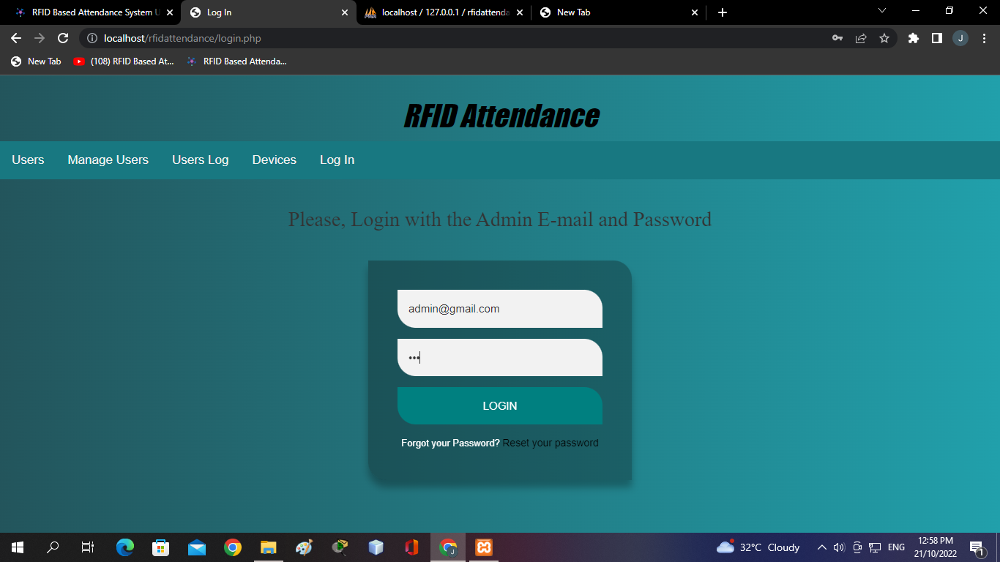 RFID Based Attendance System U
Log In
localhost / 127.0.0.1 / rfidattenda
New Tab
localhost/rfidattendance/login.php
J
New Tab
(108) RFID Based At...
RFID Based Attenda...
RFID Attendance
Users
Manage Users
Users Log
Devices
Log In
Please, Login with the Admin E-mail and Password
admin@gmail.com
•••
LOGIN
Forgot your Password? Reset your password
32°C Cloudy
ENG
12:58 PM
21/10/2022
1